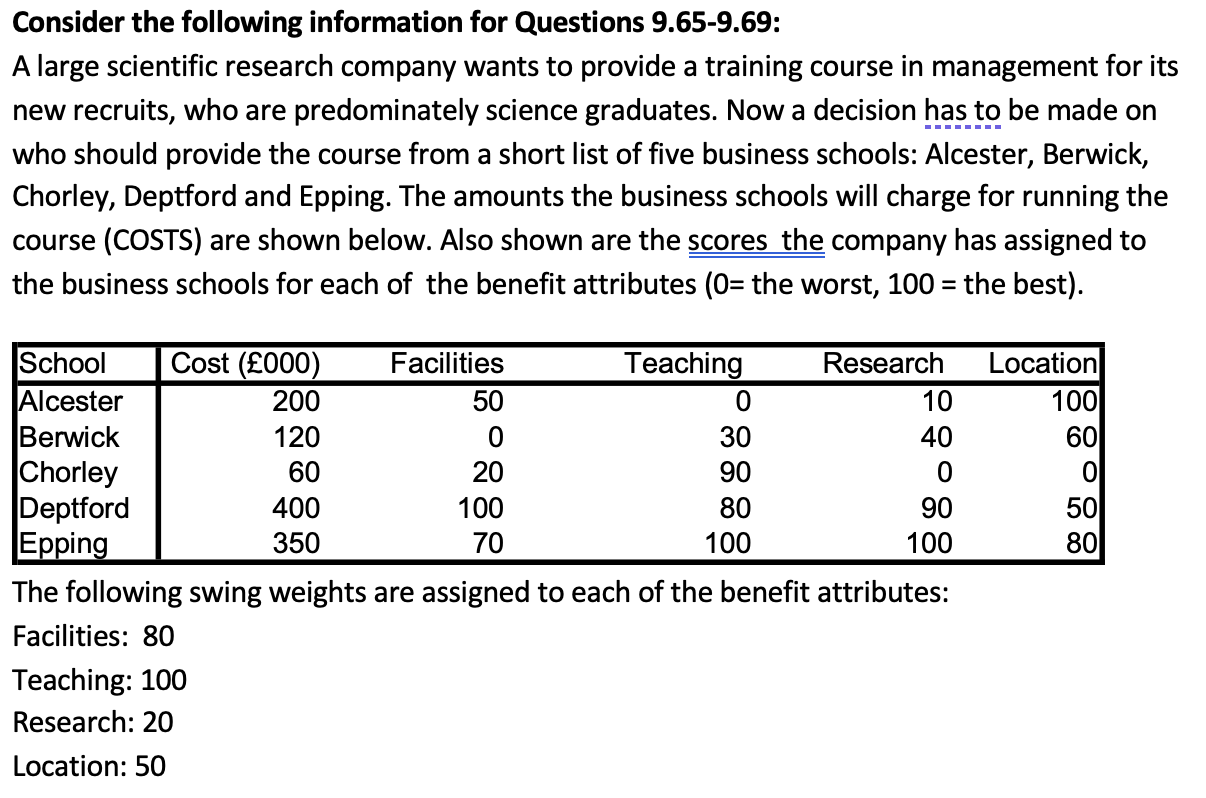 Consider the following information for Questions 9.65-9.69:
A large scientific research company wants to provide a training course in management for its
new recruits, who are predominately science graduates. Now a decision has to be made on
who should provide the course from a short list of five business schools: Alcester, Berwick,
Chorley, Deptford and Epping. The amounts the business schools will charge for running the
course (COSTS) are shown below. Also shown are the scores  the company has assigned to
the business schools for each of  the benefit attributes (0= the worst, 100 = the best).
School Cost (£000) Facilities Teaching Research Location
Alcester 200 50 0 10 100
Berwick 120 0 30 40 60
Chorley 60 20 90 0 0
Deptford 400 100 80 90 50
Epping 350 70 100 100 80
The following swing weights are assigned to each of the benefit attributes:
Facilities:  80
Teaching: 100
Research: 20
Location: 50